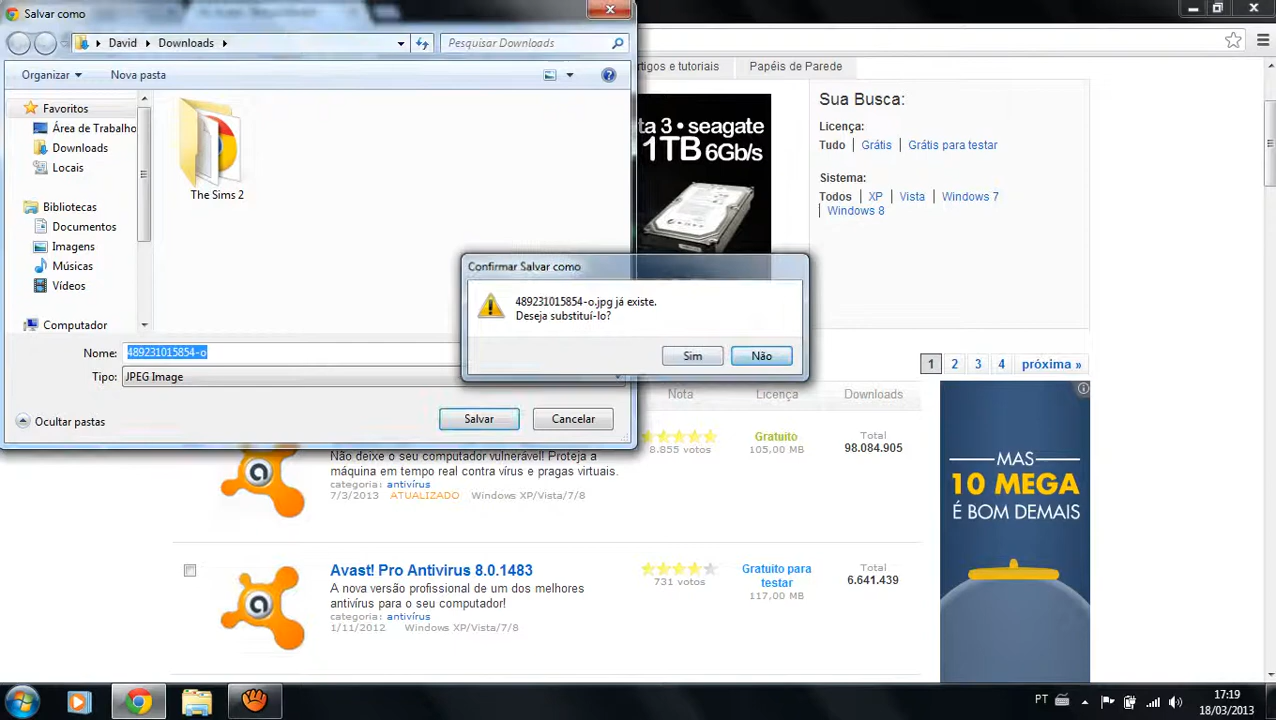 Salvar como
David
Downloads
Pesquisar Downloads
Organizar
Nova pasta
Favoritos
Área de Trabalho
Downloads
Locais
Bibliotecas
Documentos
Imagens
Músicas
Vídeos
Computador
The Sims 2
Nome:
489231015854-o
Tipo:
JPEG Image
Ocultar pastas
Salvar
Cancelar
Confirmar Salvar como
489231015854-o.jpg já existe.
Deseja substituí-lo?
Sim
Não
rtigos e tutoriais
Papéis de Parede
ta 3 • seagate
1TB 6Gb/s
Sua Busca:
Licença:
Tudo | Grátis | Grátis para testar
Sistema:
Todos | XP | Vista | Windows 7
| Windows 8
1 2 3 4 próxima »
Nota
Licença
Downloads
Não deixe o seu computador vulnerável! Proteja a
máquina em tempo real contra vírus e pragas virtuais.
categoria: antivírus
7/3/2013 ATUALIZADO Windows XP/Vista/7/8
8.855 votos
Gratuito
105,00 MB
Total
98.084.905
Avast! Pro Antivirus 8.0.1483
A nova versão profissional de um dos melhores
antivírus para o seu computador!
categoria: antivírus
1/11/2012 Windows XP/Vista/7/8
731 votos
Gratuito para
testar
117,00 MB
Total
6.641.439
MAS
10 MEGA
É BOM DEMAIS
PT
17:19
18/03/2013